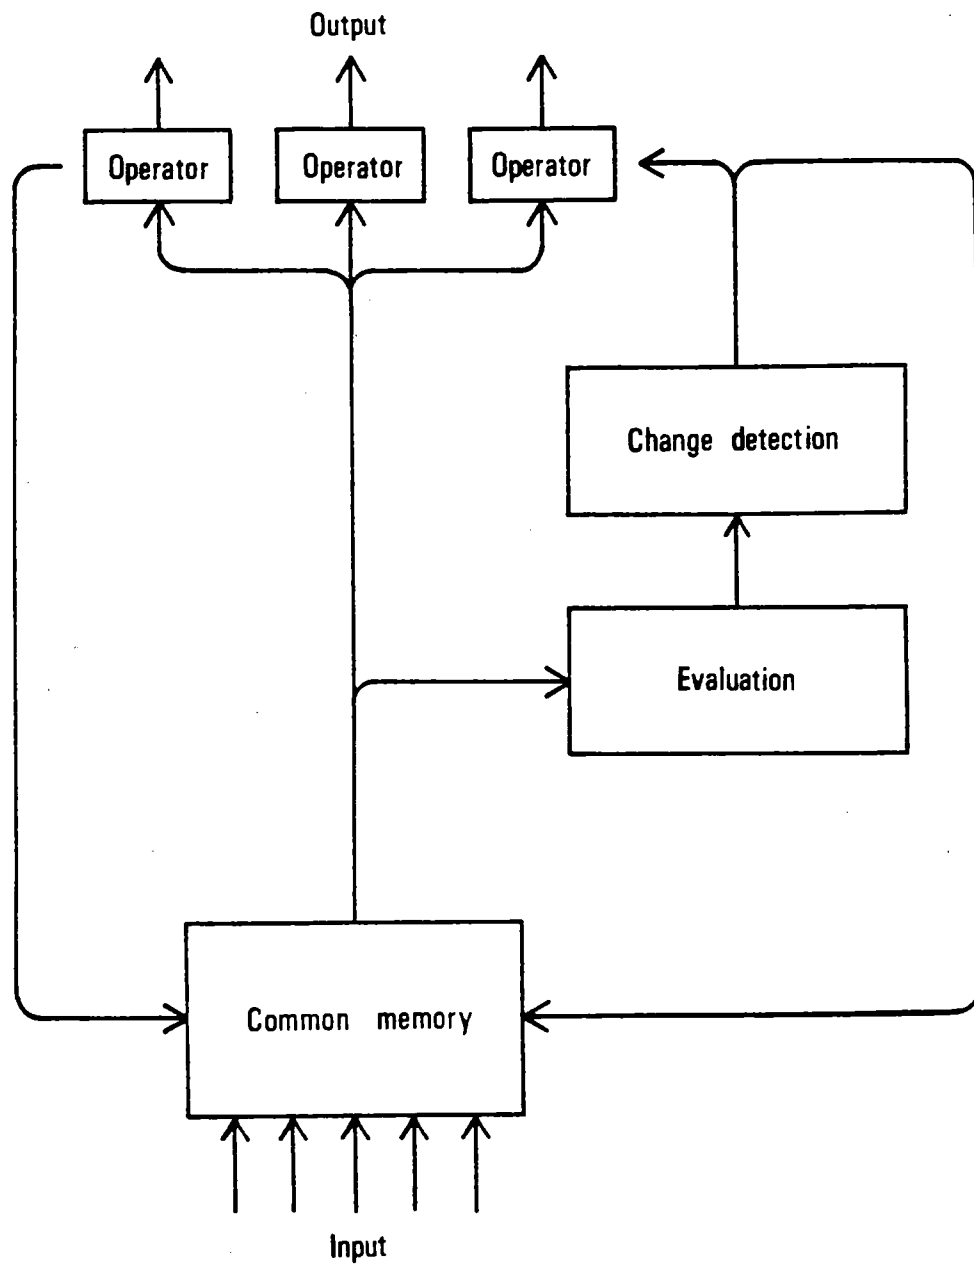 Output
Operator Operator Operator
Change detection
Evaluation
Common memory
Input